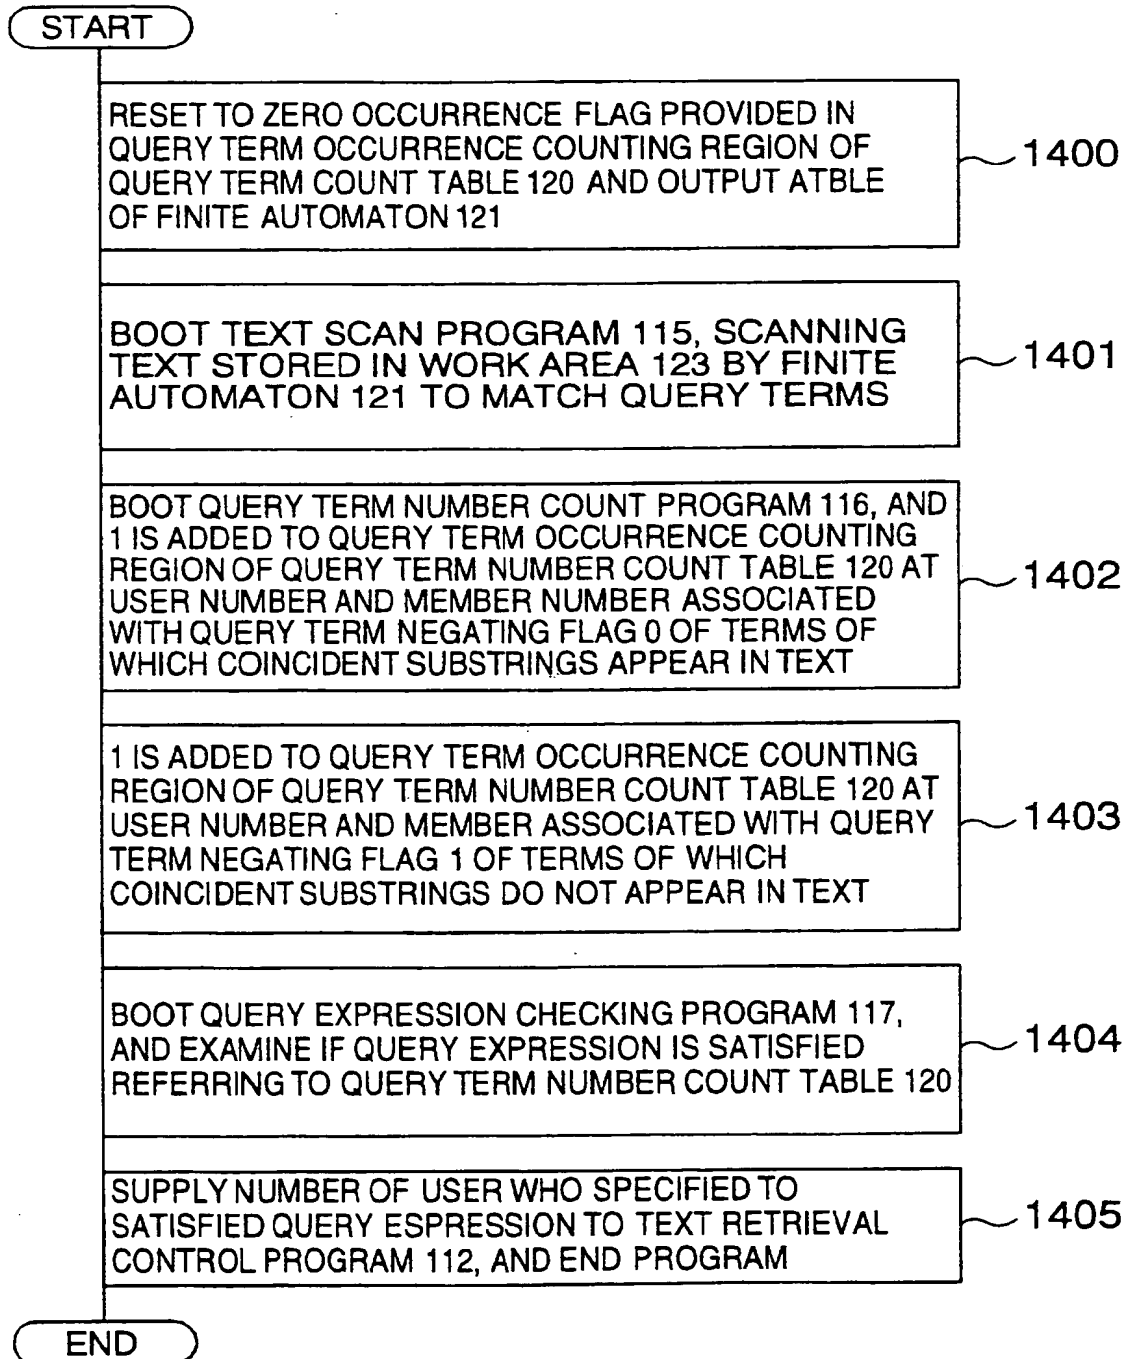 START
RESET TO ZERO OCCURRENCE FLAG PROVIDED IN
QUERY TERM OCCURRENCE COUNTING REGION OF
QUERY TERM COUNT TABLE 120 AND OUTPUT ATBLE
OF FINITE AUTOMATON 121
1400
BOOT TEXT SCAN PROGRAM 115, SCANNING
TEXT STORED IN WORK AREA 123 BY FINITE
AUTOMATON 121 TO MATCH QUERY TERMS
1401
BOOT QUERY TERM NUMBER COUNT PROGRAM 116, AND
1 IS ADDED TO QUERY TERM OCCURRENCE COUNTING
REGION OF QUERY TERM NUMBER COUNT TABLE 120 AT
USER NUMBER AND MEMBER NUMBER ASSOCIATED
WITH QUERY TERM NEGATING FLAG 0 OF TERMS OF
WHICH COINCIDENT SUBSTRINGS APPEAR IN TEXT
1402
1 IS ADDED TO QUERY TERM OCCURRENCE COUNTING
REGION OF QUERY TERM NUMBER COUNT TABLE 120 AT
USER NUMBER AND MEMBER ASSOCIATED WITH QUERY
TERM NEGATING FLAG 1 OF TERMS OF WHICH
COINCIDENT SUBSTRINGS DO NOT APPEAR IN TEXT
1403
BOOT QUERY EXPRESSION CHECKING PROGRAM 117,
AND EXAMINE IF QUERY EXPRESSION IS SATISFIED
REFERRING TO QUERY TERM NUMBER COUNT TABLE 120
1404
SUPPLY NUMBER OF USER WHO SPECIFIED TO
SATISFIED QUERY ESPRESSION TO TEXT RETRIEVAL
CONTROL PROGRAM 112, AND END PROGRAM
1405
END